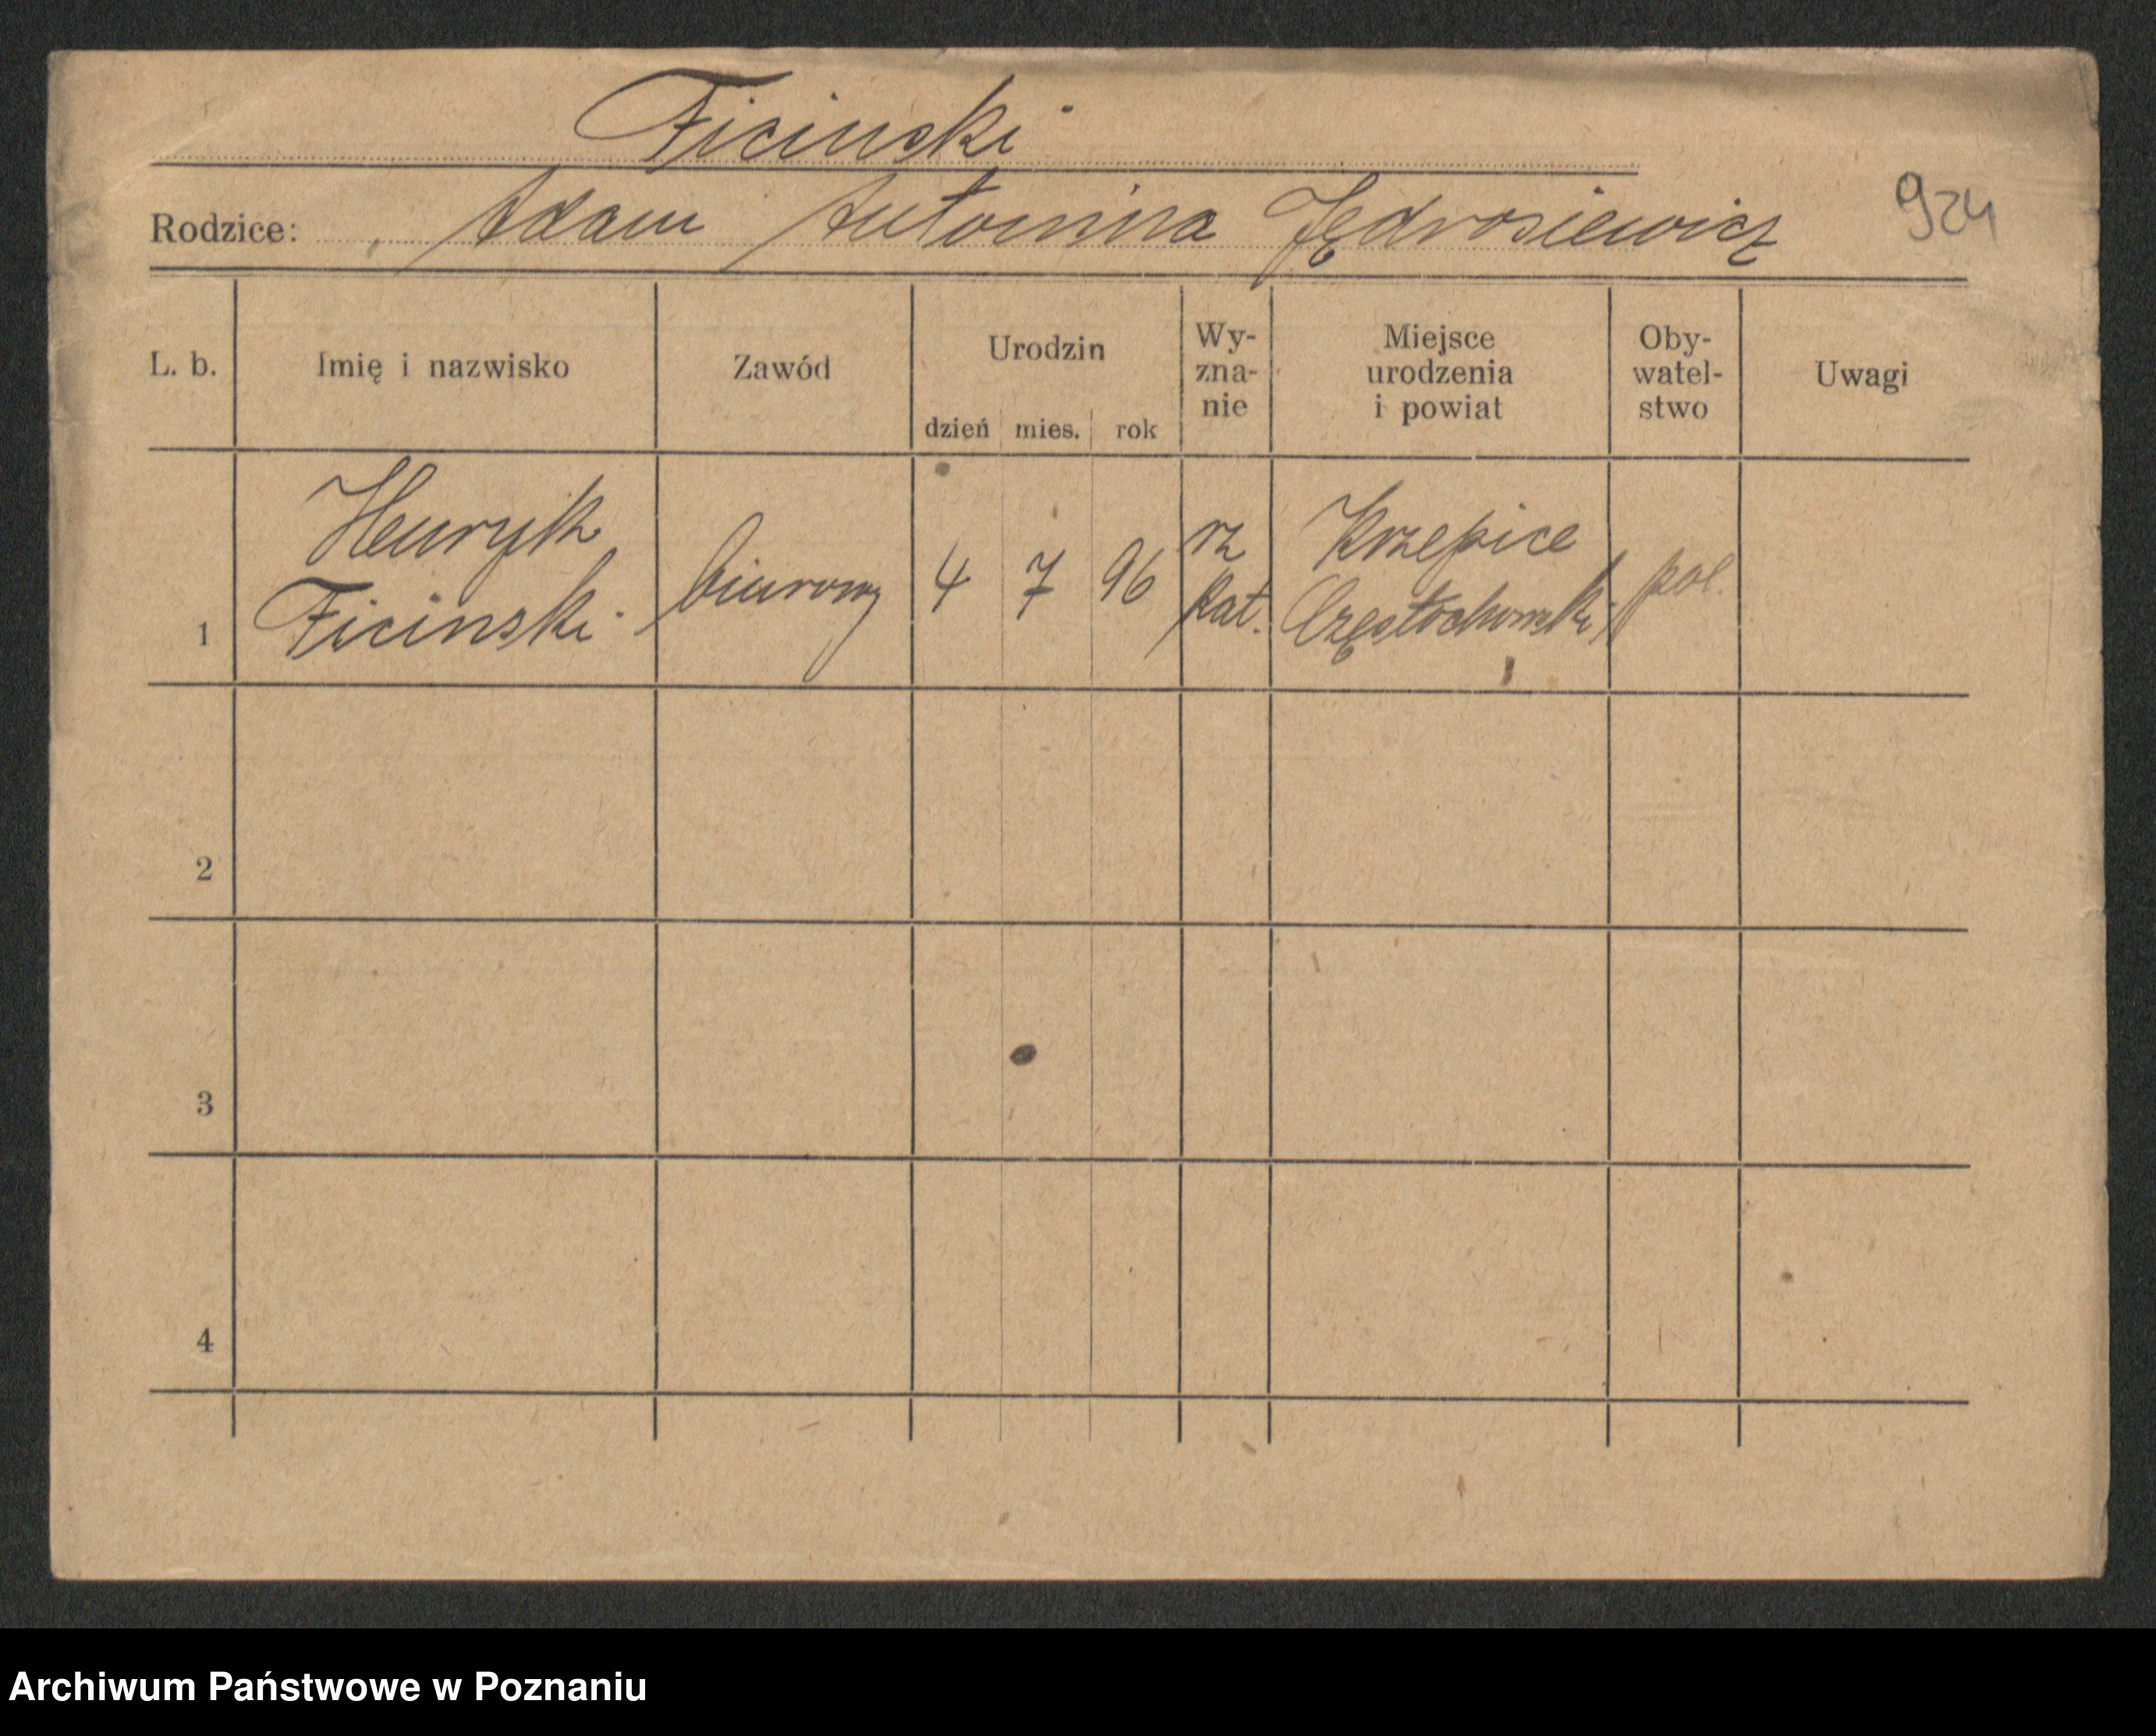 Ficinski
Rodzice: Adam Antonina Jędrosiewicz
924
L. b. Imię i nazwisko Zawód Urodzin dzień mies. rok Wy-zna-nie Miejsce urodzenia i powiat Oby-watel-stwo Uwagi
1 Henryk Ficinski biurowy 4 7 96 rz kat. Krzepice Częstochowski pol.
2
3
4
Archiwum Państwowe w Poznaniu